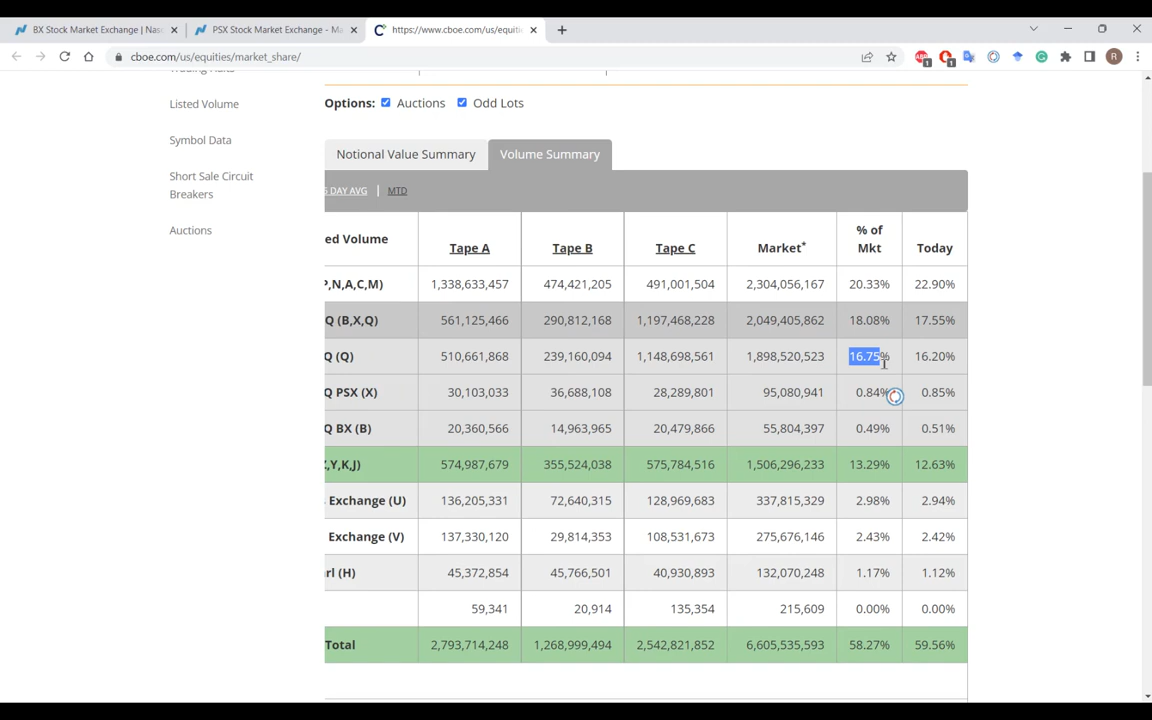 BX Stock Market Exchange | Nas
PSX Stock Market Exchange - Ma
https://www.cboe.com/us/equitie
cboe.com/us/equities/market_share/
Trading Halts
Listed Volume
Symbol Data
Short Sale Circuit
Breakers
Auctions
Options: Auctions Odd Lots
Notional Value Summary Volume Summary
5 DAY AVG | MTD
ed Volume Tape A Tape B Tape C Market* % of Mkt Today
P,N,A,C,M) 1,338,633,457 474,421,205 491,001,504 2,304,056,167 20.33% 22.90%
Q (B,X,Q) 561,125,466 290,812,168 1,197,468,228 2,049,405,862 18.08% 17.55%
Q (Q) 510,661,868 239,160,094 1,148,698,561 1,898,520,523 16.75% 16.20%
Q PSX (X) 30,103,033 36,688,108 28,289,801 95,080,941 0.84% 0.85%
Q BX (B) 20,360,566 14,963,965 20,479,866 55,804,397 0.49% 0.51%
Z,Y,K,J) 574,987,679 355,524,038 575,784,516 1,506,296,233 13.29% 12.63%
s Exchange (U) 136,205,331 72,640,315 128,969,683 337,815,329 2.98% 2.94%
Exchange (V) 137,330,120 29,814,353 108,531,673 275,676,146 2.43% 2.42%
rl (H) 45,372,854 45,766,501 40,930,893 132,070,248 1.17% 1.12%
59,341 20,914 135,354 215,609 0.00% 0.00%
Total 2,793,714,248 1,268,999,494 2,542,821,852 6,605,535,593 58.27% 59.56%